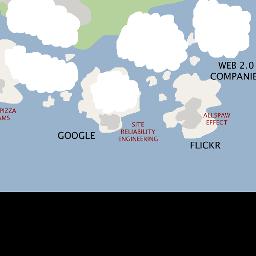 WEB 2.0
COMPANIE
PIZZA
AMS
GOOGLE
SITE
RELIABILITY
ENGINEERING
ALLSPAW
EFFECT
FLICKR